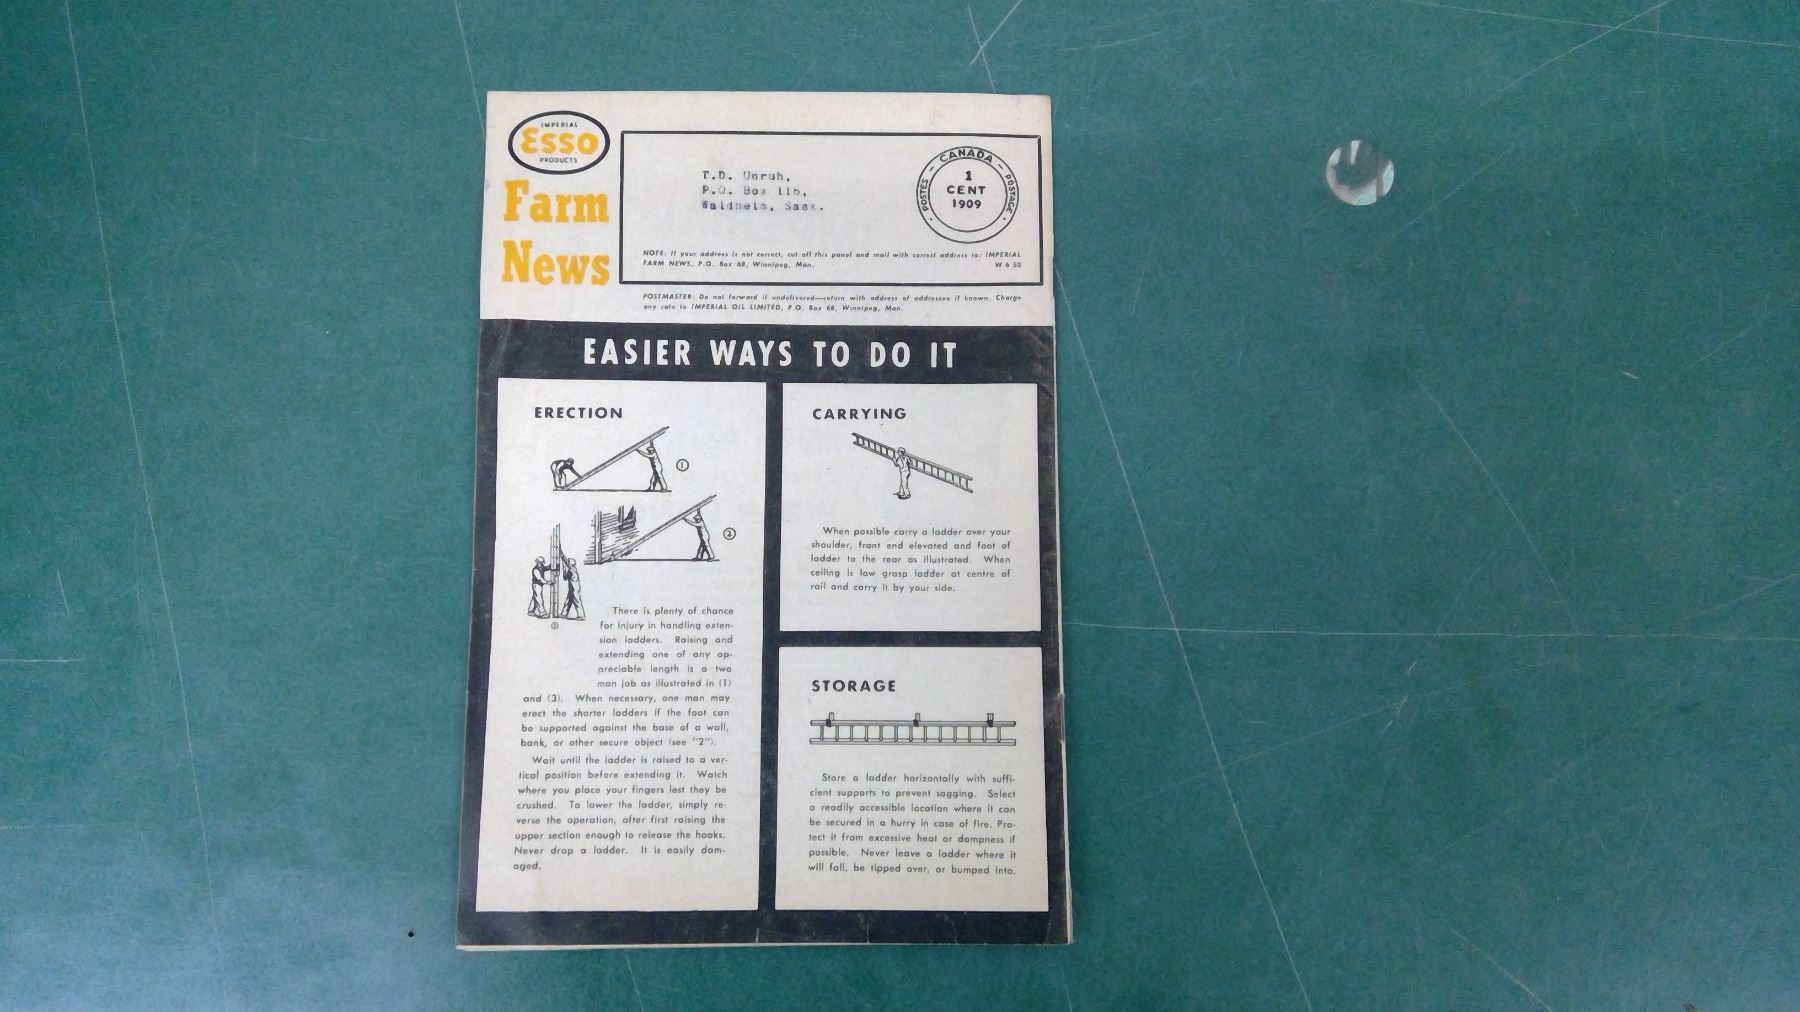 IMPERIAL
Esso
PRODUCTS
Farm
News
T.D. Unruh,
P.O. Box 116,
Waldheim, Sask.
POSTES — CANADA — POSTAGE
1
CENT
1909
NOTE: If your address is not correct, cut off this panel and mail with correct address to: IMPERIAL
FARM NEWS, P.O. Box 68, Winnipeg, Man. W 6 50
POSTMASTER: Do not forward if undelivered—return with address of addressee if known. Charge
any rate to IMPERIAL OIL LIMITED, P.O. Box 68, Winnipeg, Man.
EASIER WAYS TO DO IT
ERECTION
1
2
3
There is plenty of chance
for injury in handling exten-
sion ladders. Raising and
extending one of any ap-
preciable length is a two
man job as illustrated in (1)
and (3). When necessary, one man may
erect the shorter ladders if the foot can
be supported against the base of a wall,
bank, or other secure object (see "2").
Wait until the ladder is raised to a ver-
tical position before extending it. Watch
where you place your fingers lest they be
crushed. To lower the ladder, simply re-
verse the operation, after first raising the
upper section enough to release the hooks.
Never drop a ladder. It is easily dam-
aged.
CARRYING
When possible carry a ladder over your
shoulder, front end elevated and foot of
ladder to the rear as illustrated. When
ceiling is low grasp ladder at centre of
rail and carry it by your side.
STORAGE
Store a ladder horizontally with suffi-
cient supports to prevent sagging. Select
a readily accessible location where it can
be secured in a hurry in case of fire. Pro-
tect it from excessive heat or dampness if
possible. Never leave a ladder where it
will fall, be tipped over, or bumped into.